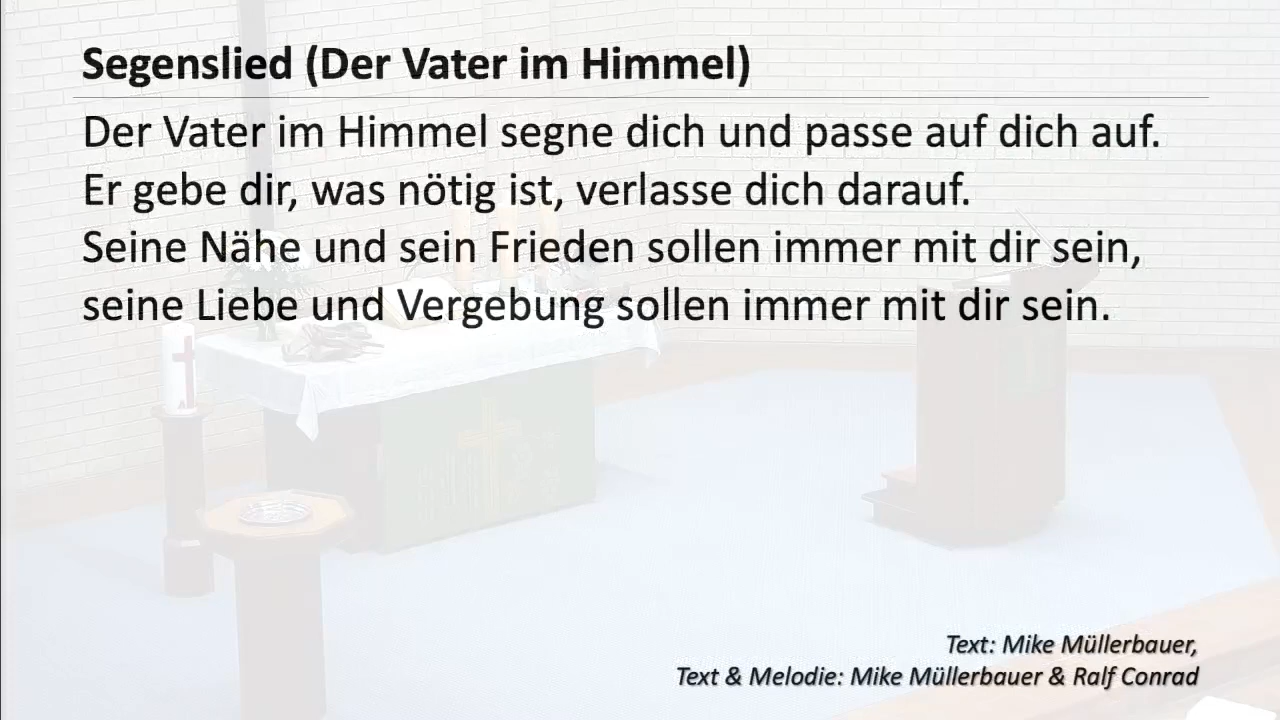 Segenslied (Der Vater im Himmel)
Der Vater im Himmel segne dich und passe auf dich auf.
Er gebe dir, was nötig ist, verlasse dich darauf.
Seine Nähe und sein Frieden sollen immer mit dir sein,
seine Liebe und Vergebung sollen immer mit dir sein.
Text: Mike Müllerbauer,
Text & Melodie: Mike Müllerbauer & Ralf Conrad